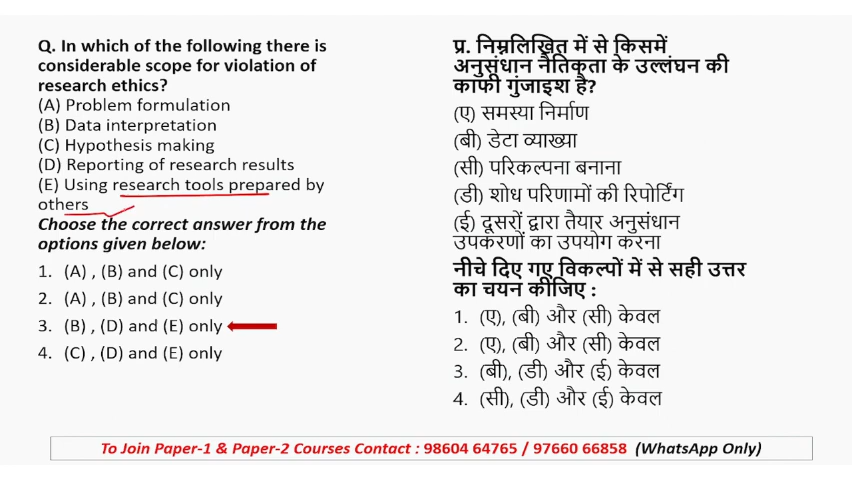 Q. In which of the following there is
considerable scope for violation of
research ethics?
(A) Problem formulation
(B) Data interpretation
(C) Hypothesis making
(D) Reporting of research results
(E) Using research tools prepared by
others
Choose the correct answer from the
options given below:
1. (A) , (B) and (C) only
2. (A) , (B) and (C) only
3. (B) , (D) and (E) only
4. (C) , (D) and (E) only
प्र. निम्नलिखित में से किसमें
अनुसंधान नैतिकता के उल्लंघन की
काफी गुंजाइश है?
(ए) समस्या निर्माण
(बी) डेटा व्याख्या
(सी) परिकल्पना बनाना
(डी) शोध परिणामों की रिपोर्टिंग
(ई) दूसरों द्वारा तैयार अनुसंधान
उपकरणों का उपयोग करना
नीचे दिए गए विकल्पों में से सही उत्तर
का चयन कीजिए :
1. (ए), (बी) और (सी) केवल
2. (ए), (बी) और (सी) केवल
3. (बी), (डी) और (ई) केवल
4. (सी), (डी) और (ई) केवल
To Join Paper-1 & Paper-2 Courses Contact : 98604 64765 / 97660 66858 (WhatsApp Only)